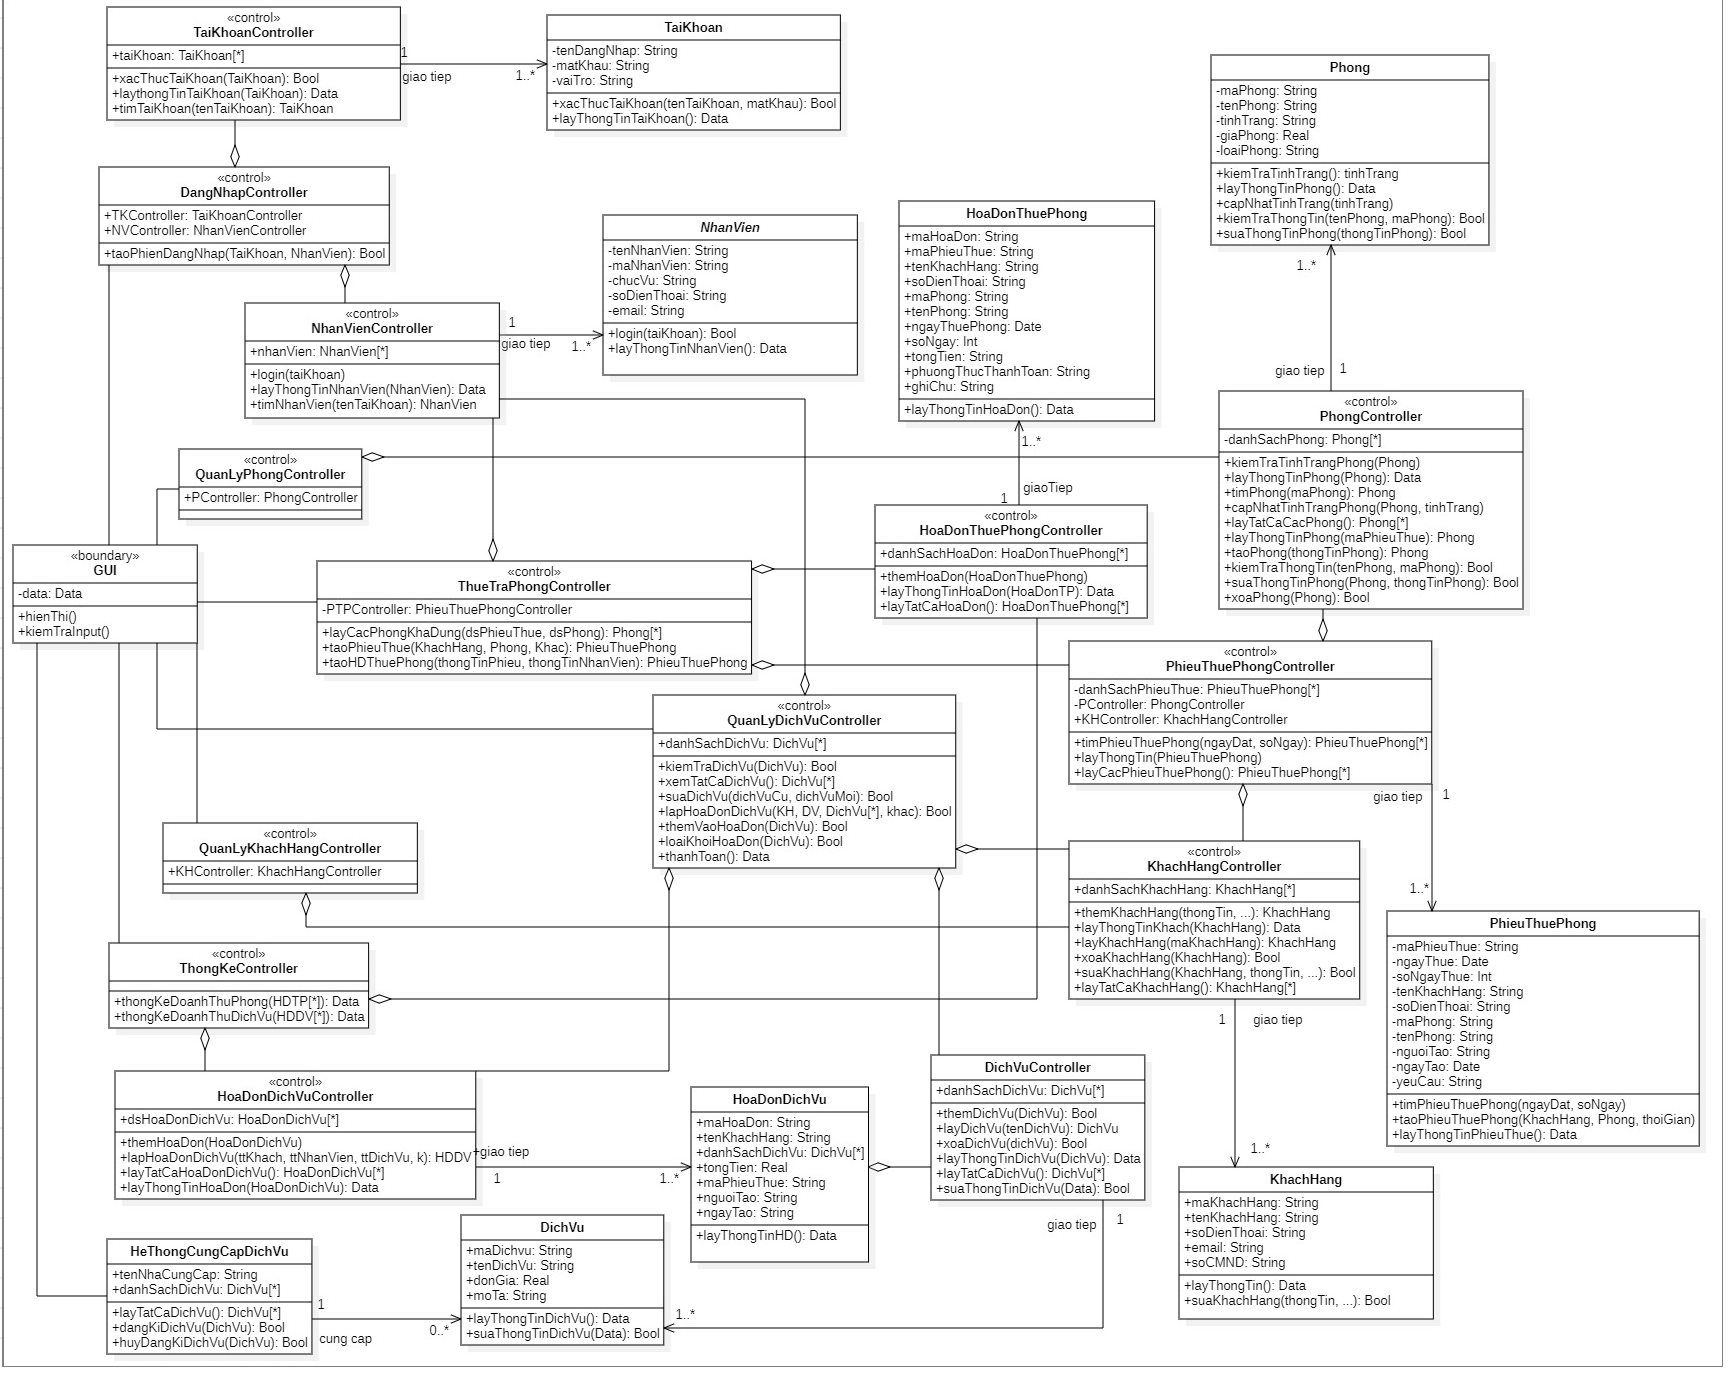 «control»
TaiKhoanController
+taiKhoan: TaiKhoan[*]
+xacThucTaiKhoan(TaiKhoan): Bool
+laythongTinTaiKhoan(TaiKhoan): Data
+timTaiKhoan(tenTaiKhoan): TaiKhoan
1
giao tiep
1..*
TaiKhoan
-tenDangNhap: String
-matKhau: String
-vaiTro: String
+xacThucTaiKhoan(tenTaiKhoan, matKhau): Bool
+layThongTinTaiKhoan(): Data
Phong
-maPhong: String
-tenPhong: String
-tinhTrang: String
-giaPhong: Real
-loaiPhong: String
+kiemTraTinhTrang(): tinhTrang
+layThongTinPhong(): Data
+capNhatTinhTrang(tinhTrang)
+kiemTraThongTin(tenPhong, maPhong): Bool
+suaThongTinPhong(thongTinPhong): Bool
1..*
giao tiep
1
«control»
DangNhapController
+TKController: TaiKhoanController
+NVController: NhanVienController
+taoPhienDangNhap(TaiKhoan, NhanVien): Bool
NhanVien
-tenNhanVien: String
-maNhanVien: String
-chucVu: String
-soDienThoai: String
-email: String
+login(taiKhoan): Bool
+layThongTinNhanVien(): Data
HoaDonThuePhong
+maHoaDon: String
+maPhieuThue: String
+tenKhachHang: String
+soDienThoai: String
+maPhong: String
+tenPhong: String
+ngayThuePhong: Date
+soNgay: Int
+tongTien: String
+phuongThucThanhToan: String
+ghiChu: String
+layThongTinHoaDon(): Data
1..*
giaoTiep
1
«control»
NhanVienController
+nhanVien: NhanVien[*]
+login(taiKhoan)
+layThongTinNhanVien(NhanVien): Data
+timNhanVien(tenTaiKhoan): NhanVien
1
giao tiep
1..*
«control»
PhongController
-danhSachPhong: Phong[*]
+kiemTraTinhTrangPhong(Phong)
+layThongTinPhong(Phong): Data
+timPhong(maPhong): Phong
+capNhatTinhTrangPhong(Phong, tinhTrang)
+layTatCaCacPhong(): Phong[*]
+layThongTinPhong(maPhieuThue): Phong
+taoPhong(thongTinPhong): Phong
+kiemTraThongTin(tenPhong, maPhong): Bool
+suaThongTinPhong(Phong, thongTinPhong): Bool
+xoaPhong(Phong): Bool
«control»
QuanLyPhongController
+PController: PhongController
«control»
HoaDonThuePhongController
+danhSachHoaDon: HoaDonThuePhong[*]
+themHoaDon(HoaDonThuePhong)
+layThongTinHoaDon(HoaDonTP): Data
+layTatCaHoaDon(): HoaDonThuePhong[*]
«boundary»
GUI
-data: Data
+hienThi()
+kiemTraInput()
«control»
ThueTraPhongController
-PTPController: PhieuThuePhongController
+layCacPhongKhaDung(dsPhieuThue, dsPhong): Phong[*]
+taoPhieuThue(KhachHang, Phong, Khac): PhieuThuePhong
+taoHDThuePhong(thongTinPhieu, thongTinNhanVien): PhieuThuePhong
«control»
PhieuThuePhongController
-danhSachPhieuThue: PhieuThuePhong[*]
-PController: PhongController
+KHController: KhachHangController
+timPhieuThuePhong(ngayDat, soNgay): PhieuThuePhong[*]
+layThongTin(PhieuThuePhong)
+layCacPhieuThuePhong(): PhieuThuePhong[*]
giao tiep
1
1..*
«control»
QuanLyDichVuController
+danhSachDichVu: DichVu[*]
+kiemTraDichVu(DichVu): Bool
+xemTatCaDichVu(): DichVu[*]
+suaDichVu(dichVuCu, dichVuMoi): Bool
+lapHoaDonDichVu(KH, DV, DichVu[*], khac): Bool
+themVaoHoaDon(DichVu): Bool
+loaiKhoiHoaDon(DichVu): Bool
+thanhToan(): Data
«control»
QuanLyKhachHangController
+KHController: KhachHangController
«control»
KhachHangController
+danhSachKhachHang: KhachHang[*]
+themKhachHang(thongTin, ...): KhachHang
+layThongTinKhach(KhachHang): Data
+layKhachHang(maKhachHang): KhachHang
+xoaKhachHang(KhachHang): Bool
+suaKhachHang(KhachHang, thongTin, ...): Bool
+layTatCaKhachHang(): KhachHang[*]
1
giao tiep
1..*
PhieuThuePhong
-maPhieuThue: String
-ngayThue: Date
-soNgayThue: Int
-tenKhachHang: String
-soDienThoai: String
-maPhong: String
-tenPhong: String
-nguoiTao: String
-ngayTao: Date
-yeuCau: String
+timPhieuThuePhong(ngayDat, soNgay)
+taoPhieuThuePhong(KhachHang, Phong, thoiGian)
+layThongTinPhieuThue(): Data
«control»
ThongKeController
+thongKeDoanhThuPhong(HDTP[*]): Data
+thongKeDoanhThuDichVu(HDDV[*]): Data
«control»
HoaDonDichVuController
+dsHoaDonDichVu: HoaDonDichVu[*]
+themHoaDon(HoaDonDichVu)
+lapHoaDonDichVu(ttKhach, ttNhanVien, ttDichVu, k): HDDV
+layTatCaHoaDonDichVu(): HoaDonDichVu[*]
+layThongTinHoaDon(HoaDonDichVu): Data
+giao tiep
1
1..*
HoaDonDichVu
+maHoaDon: String
+tenKhachHang: String
+danhSachDichVu: DichVu[*]
+tongTien: Real
+maPhieuThue: String
+nguoiTao: String
+ngayTao: String
+layThongTinHD(): Data
DichVuController
+danhSachDichVu: DichVu[*]
+themDichVu(DichVu): Bool
+layDichVu(tenDichVu): DichVu
+xoaDichVu(dichVu): Bool
+layThongTinDichVu(DichVu): Data
+layTatCaDichVu(): DichVu[*]
+suaThongTinDichVu(Data): Bool
giao tiep
1
1..*
KhachHang
+maKhachHang: String
+tenKhachHang: String
+soDienThoai: String
+email: String
+soCMND: String
+layThongTin(): Data
+suaKhachHang(thongTin, ...): Bool
HeThongCungCapDichVu
+tenNhaCungCap: String
+danhSachDichVu: DichVu[*]
+layTatCaDichVu(): DichVu[*]
+dangKiDichVu(DichVu): Bool
+huyDangKiDichVu(DichVu): Bool
1
cung cap
0..*
DichVu
+maDichvu: String
+tenDichVu: String
+donGia: Real
+moTa: String
+layThongTinDichVu(): Data
+suaThongTinDichVu(Data): Bool